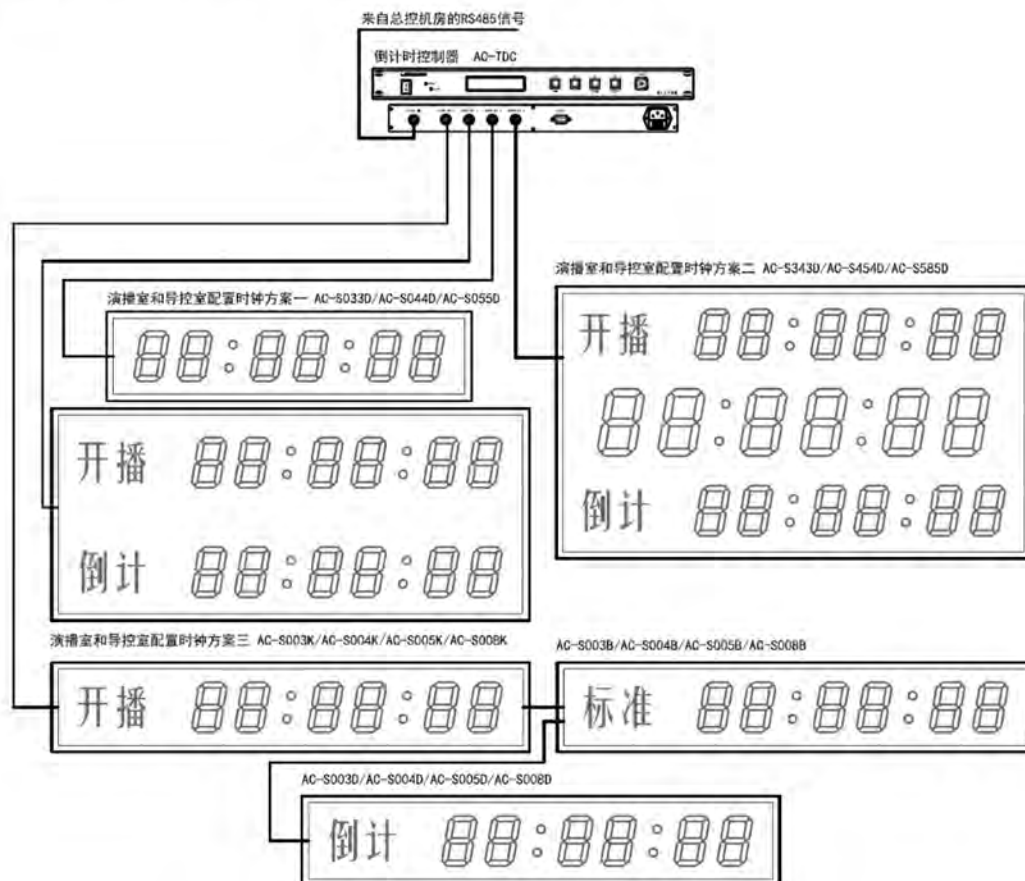 来自总控机房的RS485信号
倒计时控制器 AC-TDC
演播室和导控室配置时钟方案二 AC-S343D/AC-S454D/AC-S585D
演播室和导控室配置时钟方案一 AC-S033D/AC-S044D/AC-S055D
开播 88:88:88
88:88:88
88:88:88
开播 88:88:88
倒计 88:88:88
倒计 88:88:88
演播室和导控室配置时钟方案三 AC-S003K/AC-S004K/AC-S005K/AC-S008K
AC-S003B/AC-S004B/AC-S005B/AC-S008B
开播 88:88:88
标准 88:88:88
AC-S003D/AC-S004D/AC-S005D/AC-S008D
倒计 88:88:88